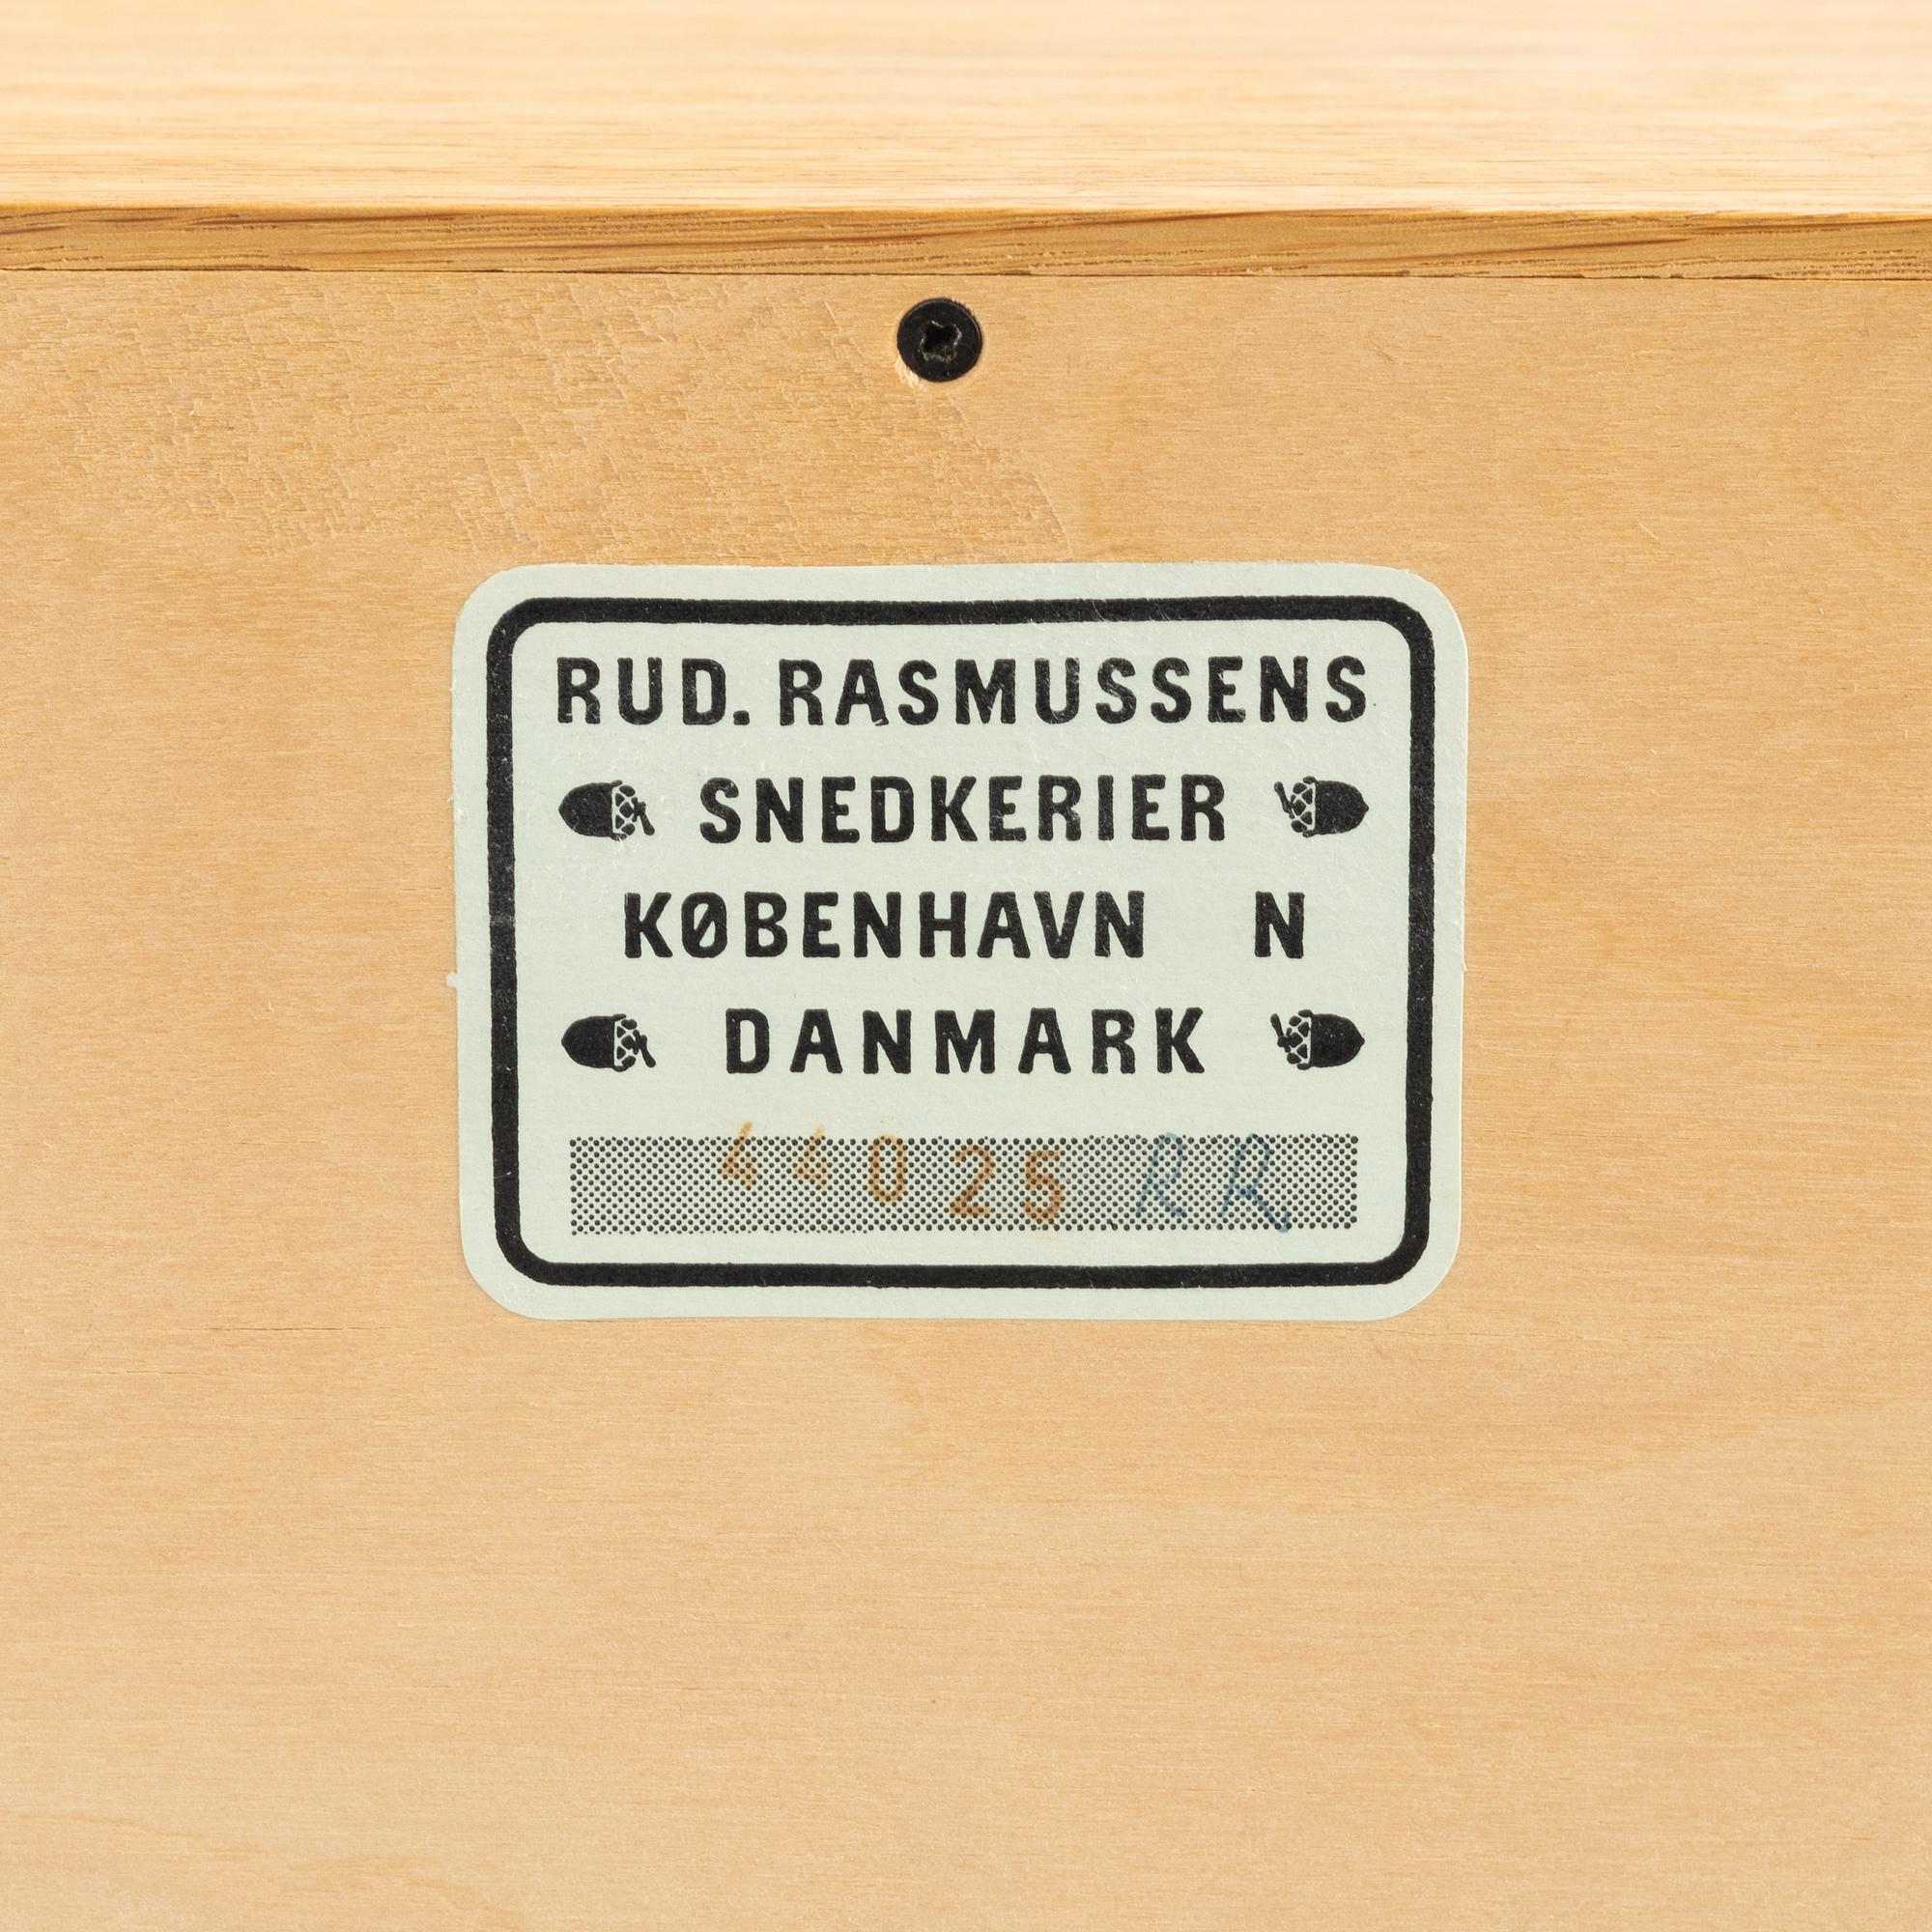 RUD. RASMUSSENS
SNEDKERIER
KØBENHAVN N
DANMARK
44025 RR